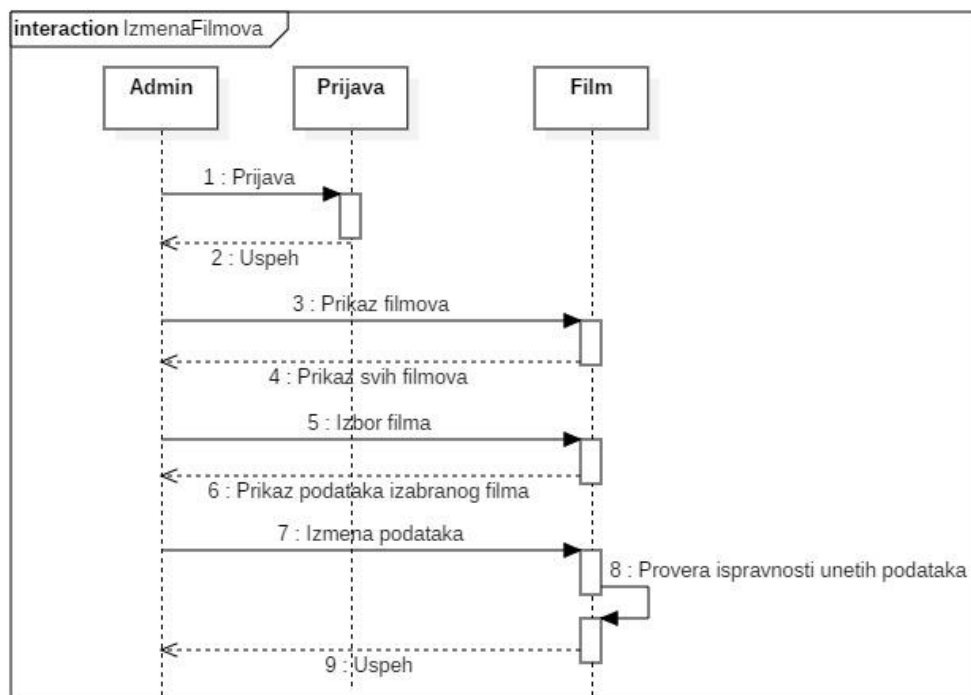 interaction IzmenaFilmova
Admin
Prijava
Film
1 : Prijava
2 : Uspeh
3 : Prikaz filmova
4 : Prikaz svih filmova
5 : Izbor filma
6 : Prikaz podataka izabranog filma
7 : Izmena podataka
8 : Provera ispravnosti unetih podataka
9 : Uspeh